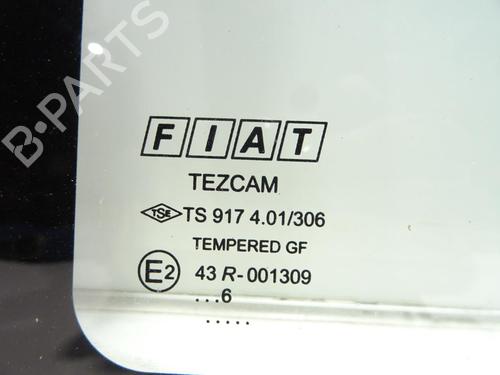 B-PARTS
FIAT
TEZCAM
TSE TS 917 4.01/306
TEMPERED GF
E2 43 R-001309
...6
.....